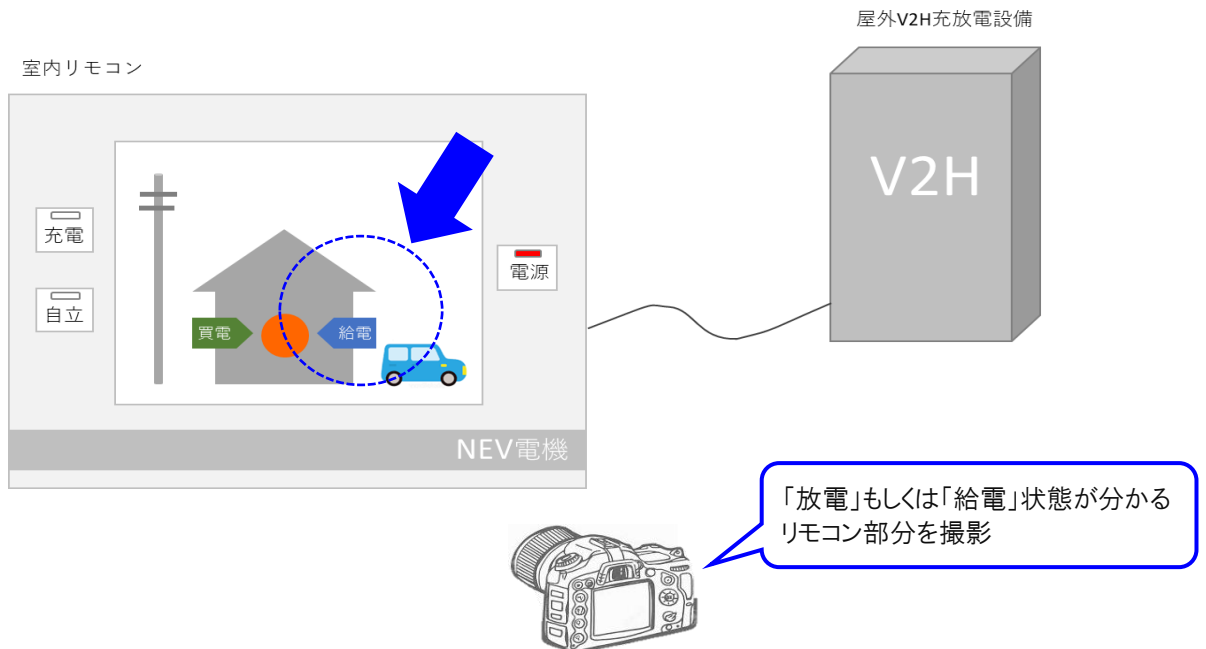 屋外V2H充放電設備
室内リモコン
V2H
充電
電源
自立
買電
給電
NEV電機
「放電」もしくは「給電」状態が分かる
リモコン部分を撮影